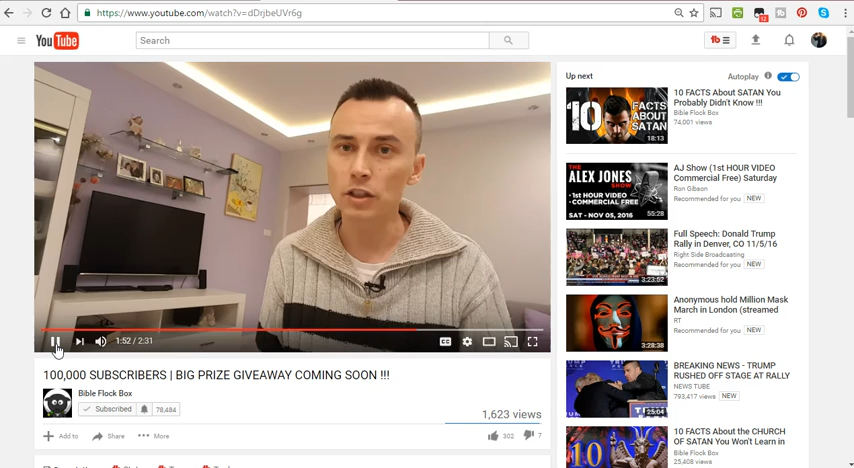 https://www.youtube.com/watch?v=dDrjbeUVr6g
12
YouTube
Search
Up next
Autoplay
10 FACTS ABOUT SATAN
18:13
10 FACTS About SATAN You
Probably Didn't Know !!!
Bible Flock Box
74,001 views
THE
ALEX JONES
SHOW
• 1st HOUR VIDEO
• COMMERCIAL FREE
SAT - NOV 05, 2016
55:28
AJ Show (1st HOUR VIDEO
Commercial Free) Saturday
Ron Gibson
Recommended for you NEW
3:23:52
Full Speech: Donald Trump
Rally in Denver, CO 11/5/16
Right Side Broadcasting
Recommended for you NEW
3:28:38
Anonymous hold Million Mask
March in London (streamed
RT
Recommended for you NEW
25:04
BREAKING NEWS - TRUMP
RUSHED OFF STAGE AT RALLY
NEWS TUBE
793,417 views NEW
10
10 FACTS About the CHURCH
OF SATAN You Won't Learn in
Bible Flock Box
25,408 views
1:52 / 2:31
CC
100,000 SUBSCRIBERS | BIG PRIZE GIVEAWAY COMING SOON !!!
Bible Flock Box
Subscribed 78,484
1,623 views
Add to Share More
302 7